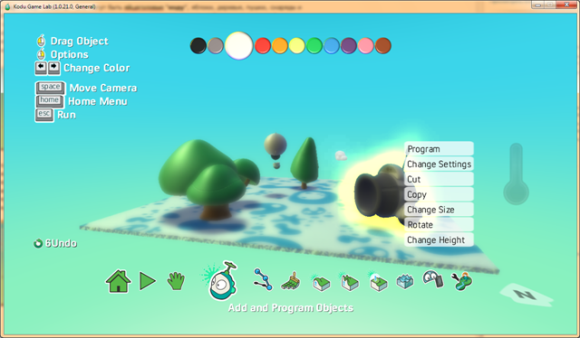 Kodu Game Lab (1.0.21.0: General)
Drag Object
Options
Change Color
space Move Camera
home Home Menu
esc Run
Program
Change Settings
Cut
Copy
Change Size
Rotate
Change Height
6Undo
N
Add and Program Objects